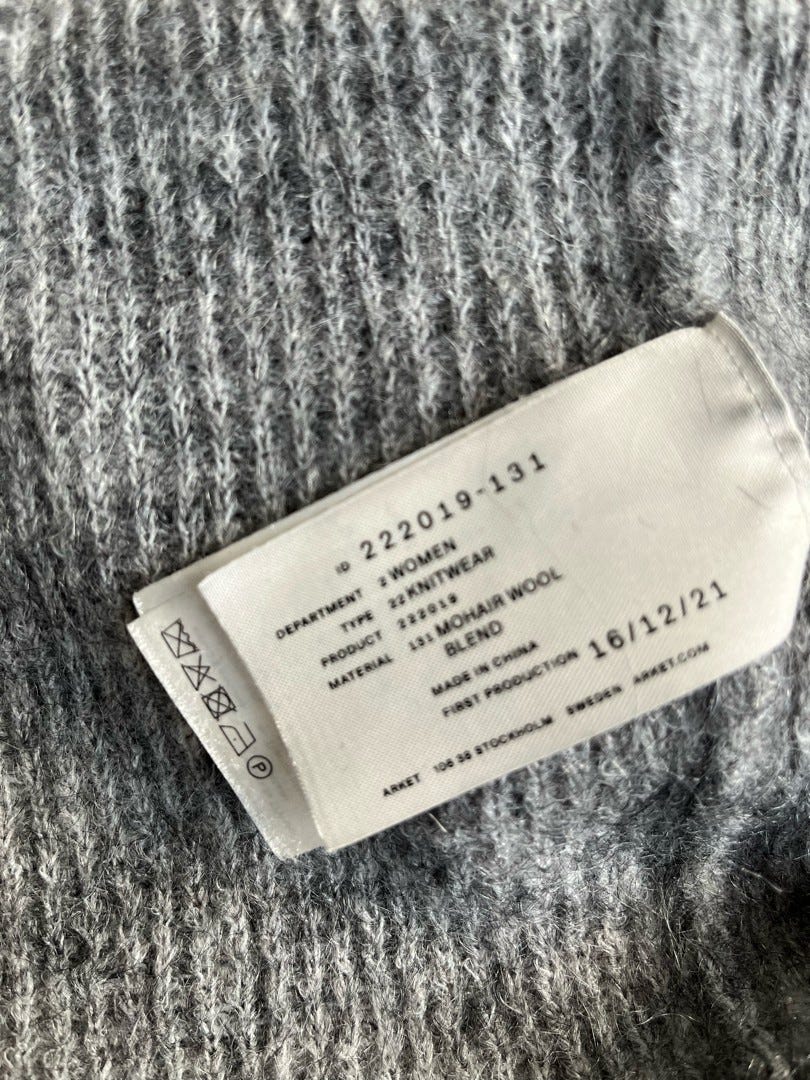 ID 222019-131
DEPARTMENT 2 WOMEN
TYPE 22 KNITWEAR
PRODUCT 222019
MATERIAL 131 MOHAIR WOOL
BLEND
MADE IN CHINA
FIRST PRODUCTION 16/12/21
ARKET 106 38 STOCKHOLM SWEDEN ARKET.COM
P